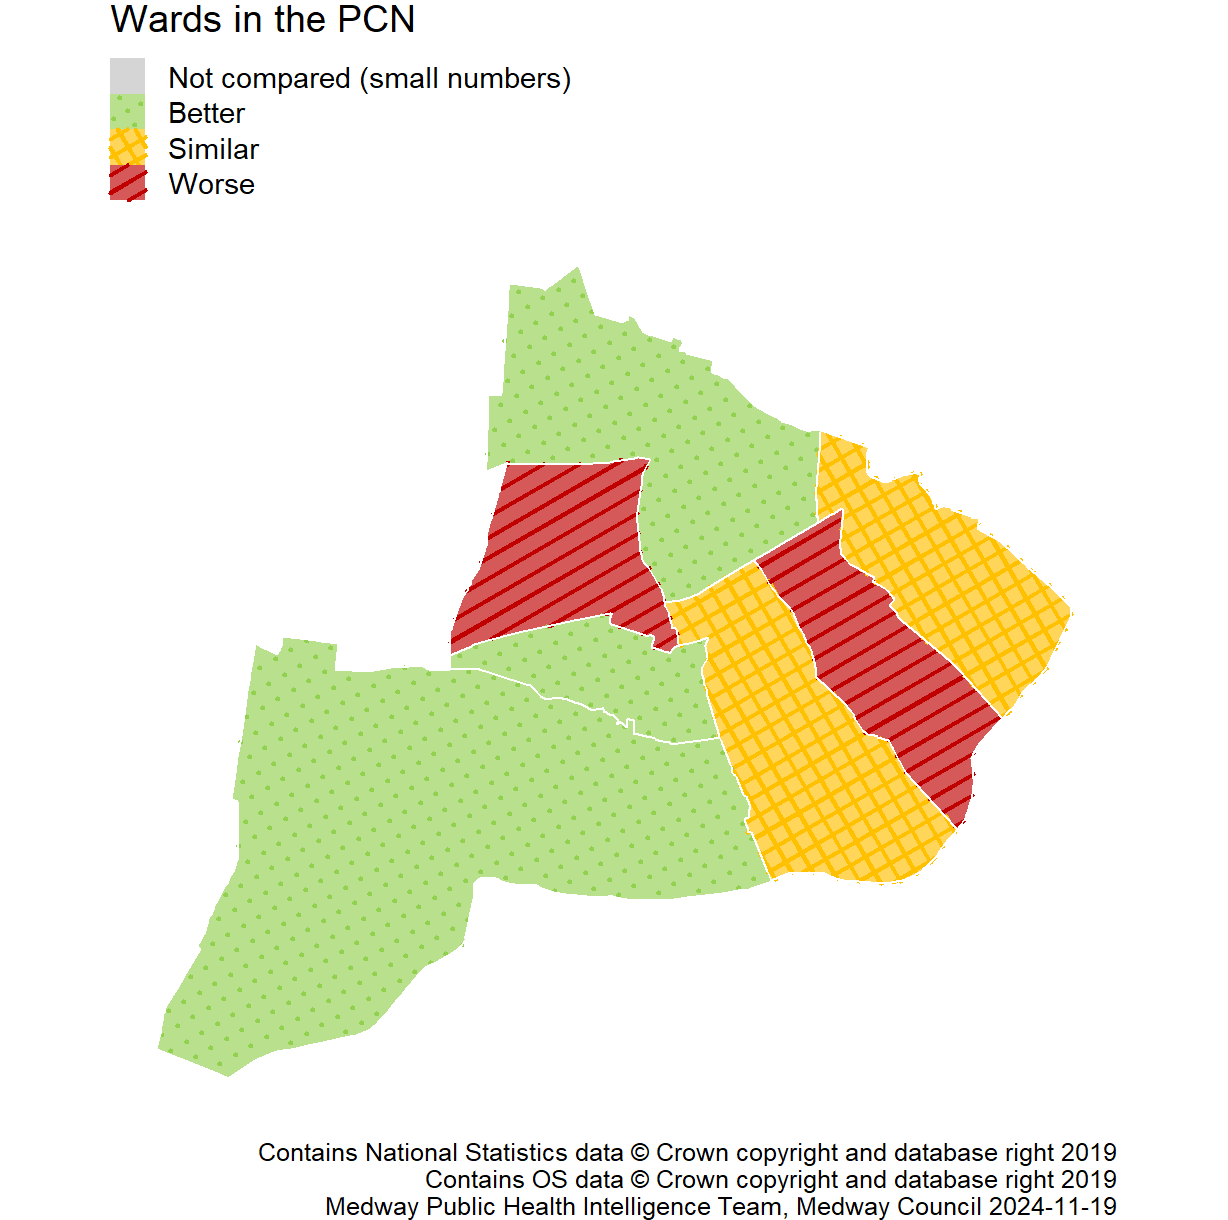 Wards in the PCN
Not compared (small numbers)
Better
Similar
Worse
Contains National Statistics data © Crown copyright and database right 2019
Contains OS data © Crown copyright and database right 2019
Medway Public Health Intelligence Team, Medway Council 2024-11-19